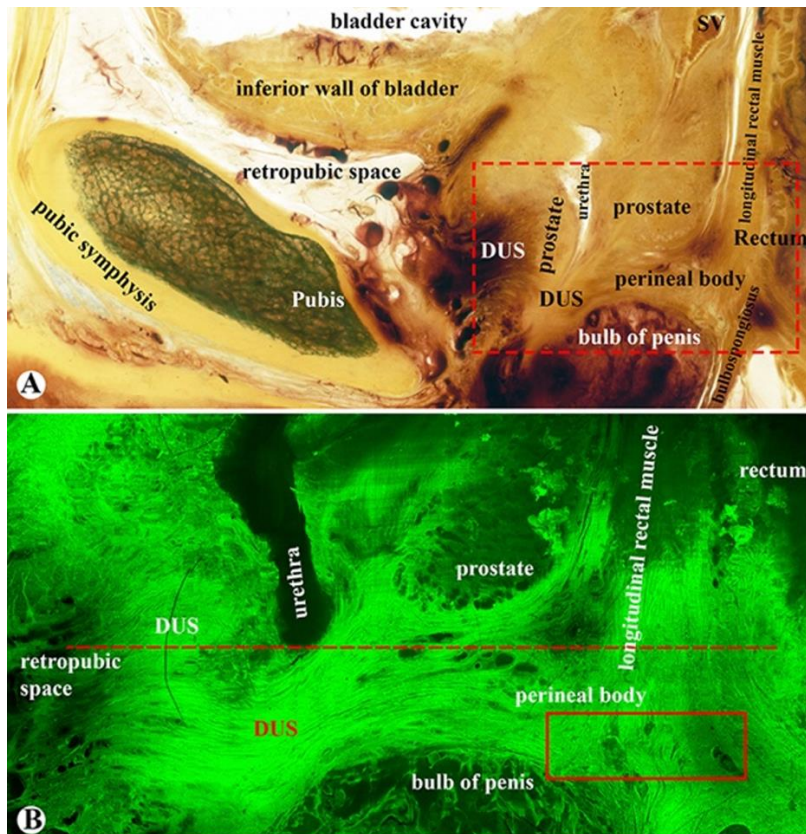 bladder cavity
SV
inferior wall of bladder
longitudinal rectal muscle
retropubic space
urethra
prostate
prostate
Rectum
pubic symphysis
DUS
Pubis
perineal body
DUS
bulb of penis
bulbospongiosus
A
rectum
longitudinal rectal muscle
urethra
prostate
DUS
retropubic
space
perineal body
DUS
bulb of penis
B